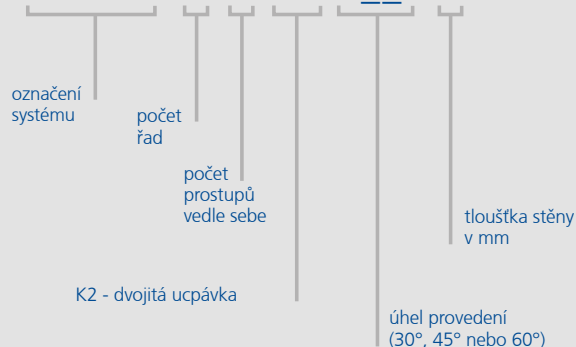 označení
systému
počet
řad
počet
prostupů
vedle sebe
tloušťka stěny
v mm
K2 - dvojitá ucpávka
úhel provedení
(30°, 45° nebo 60°)